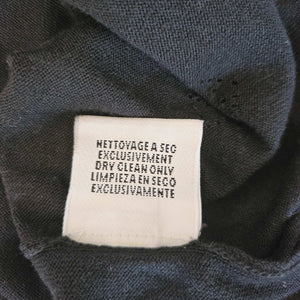 NETTOYAGE A SEC
EXCLUSIVEMENT
DRY CLEAN ONLY
LIMPIEZA EN SECO
EXCLUSIVAMENTE